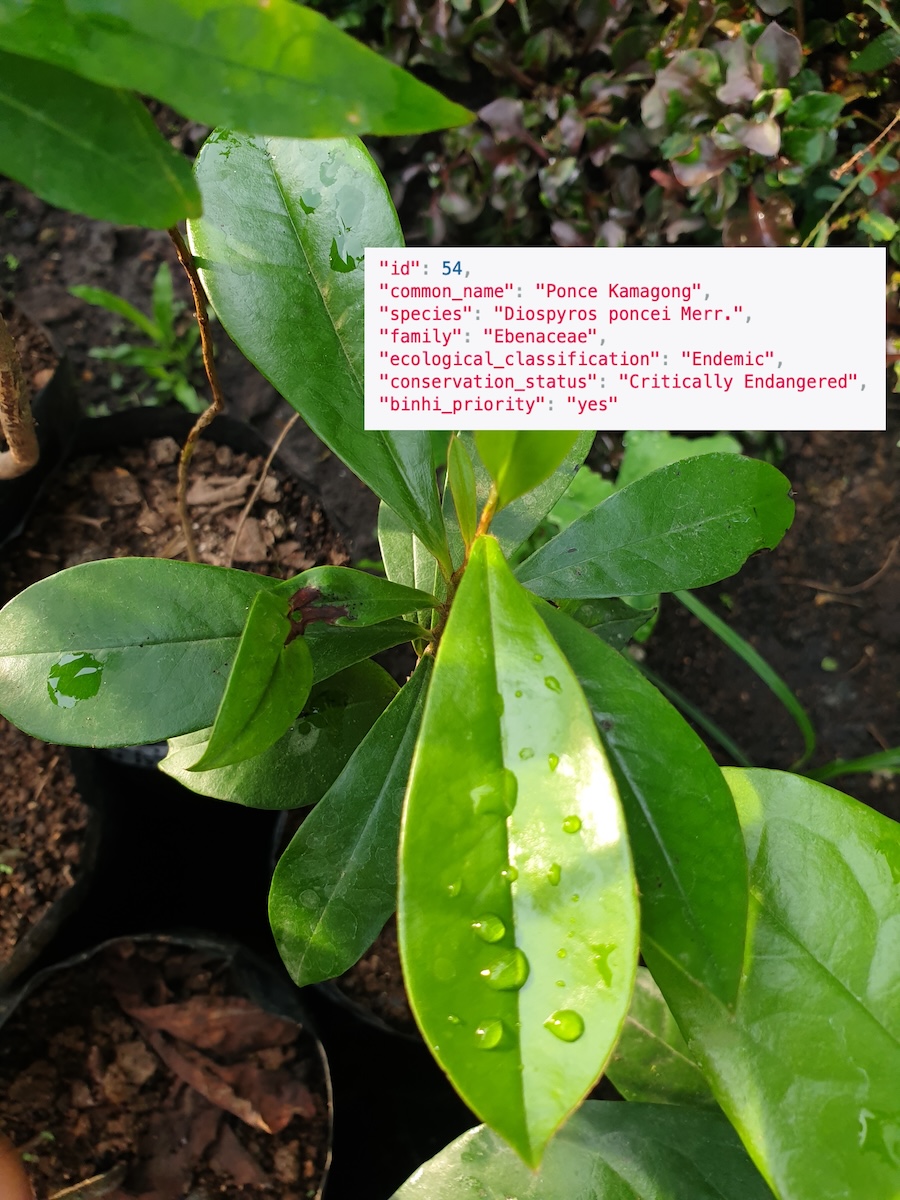 "id": 54,
"common_name": "Ponce Kamagong",
"species": "Diospyros poncei Merr.",
"family": "Ebenaceae",
"ecological_classification": "Endemic",
"conservation_status": "Critically Endangered",
"binhi_priority": "yes"